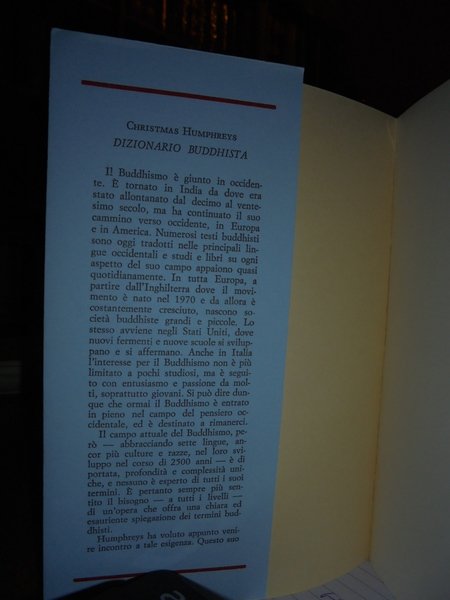 Christmas Humphreys
DIZIONARIO BUDDHISTA
Il Buddhismo è giunto in occiden-
te. È tornato in India da dove era
stato allontanato dal decimo al vente-
simo secolo, ma ha continuato il suo
cammino verso occidente, in Europa
e in America. Numerosi testi buddhisti
sono oggi tradotti nelle principali lin-
gue occidentali e studi e libri su ogni
aspetto del suo campo appaiono quasi
quotidianamente. In tutta Europa, a
partire dall'Inghilterra dove il movi-
mento è nato nel 1970 e da allora è
costantemente cresciuto, nascono so-
cietà buddhiste grandi e piccole. Lo
stesso avviene negli Stati Uniti, dove
nuovi fermenti e nuove scuole si svilup-
pano e si affermano. Anche in Italia
l'interesse per il Buddhismo non è più
limitato a pochi studiosi, ma è segui-
to con entusiasmo e passione da mol-
ti, soprattutto giovani. Si può dire dun-
que che ormai il Buddhismo è entrato
in pieno nel campo del pensiero oc-
cidentale, ed è destinato a rimanerci.
Il campo attuale del Buddhismo, pe-
rò — abbracciando sette lingue, an-
cor più culture e razze, nel loro svi-
luppo nel corso di 2500 anni — è di
portata, profondità e complessità uni-
che, e nessuno è esperto di tutti i suoi
termini. È pertanto sempre più sen-
tito il bisogno — a tutti i livelli —
di un'opera che offra una chiara ed
esauriente spiegazione dei termini bud-
dhisti.
Humphreys ha voluto appunto veni-
re incontro a tale esigenza. Questo suo